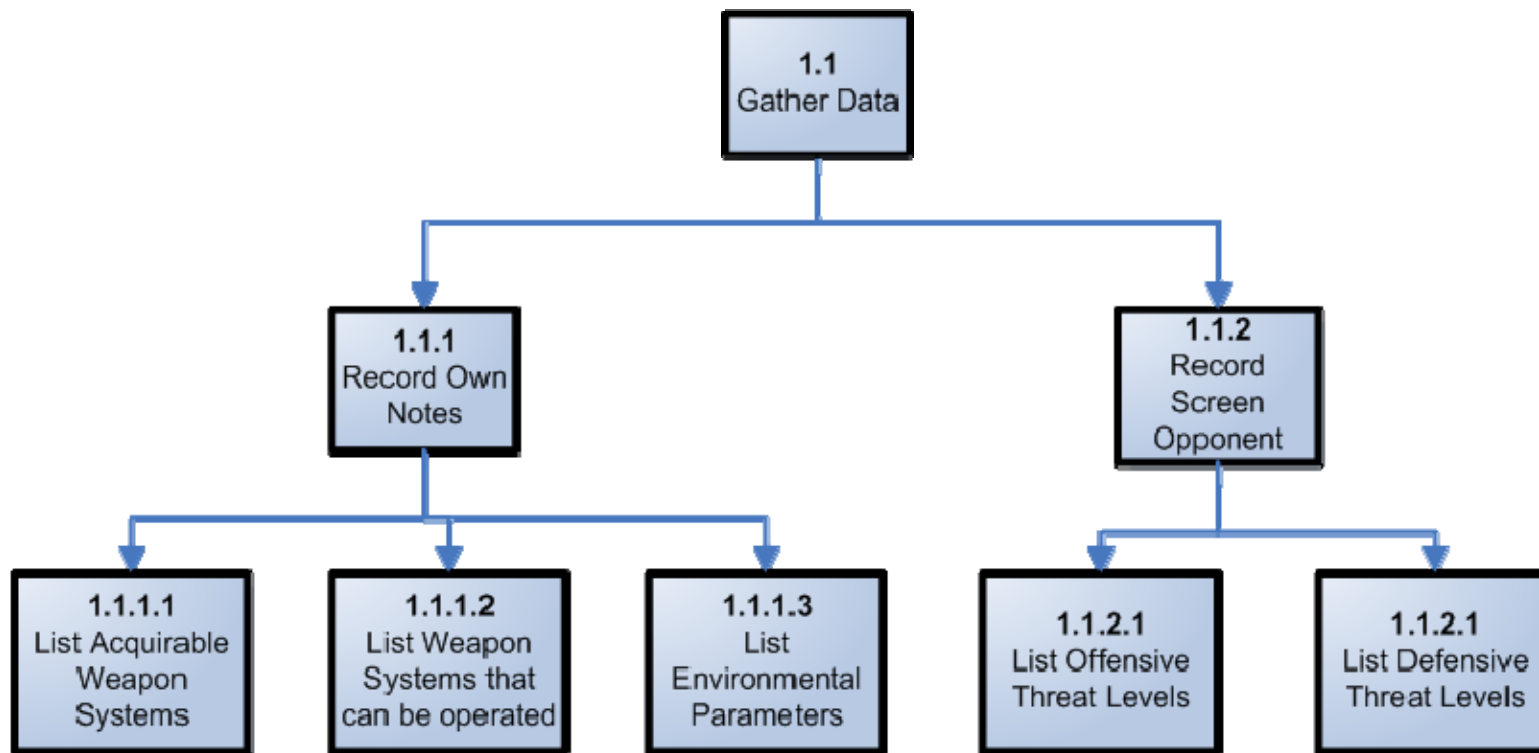 1.1
Gather Data
1.1.1
Record Own
Notes
1.1.2
Record
Screen
Opponent
1.1.1.1
List Acquirable
Weapon
Systems
1.1.1.2
List Weapon
Systems that
can be operated
1.1.1.3
List
Environmental
Parameters
1.1.2.1
List Offensive
Threat Levels
1.1.2.1
List Defensive
Threat Levels